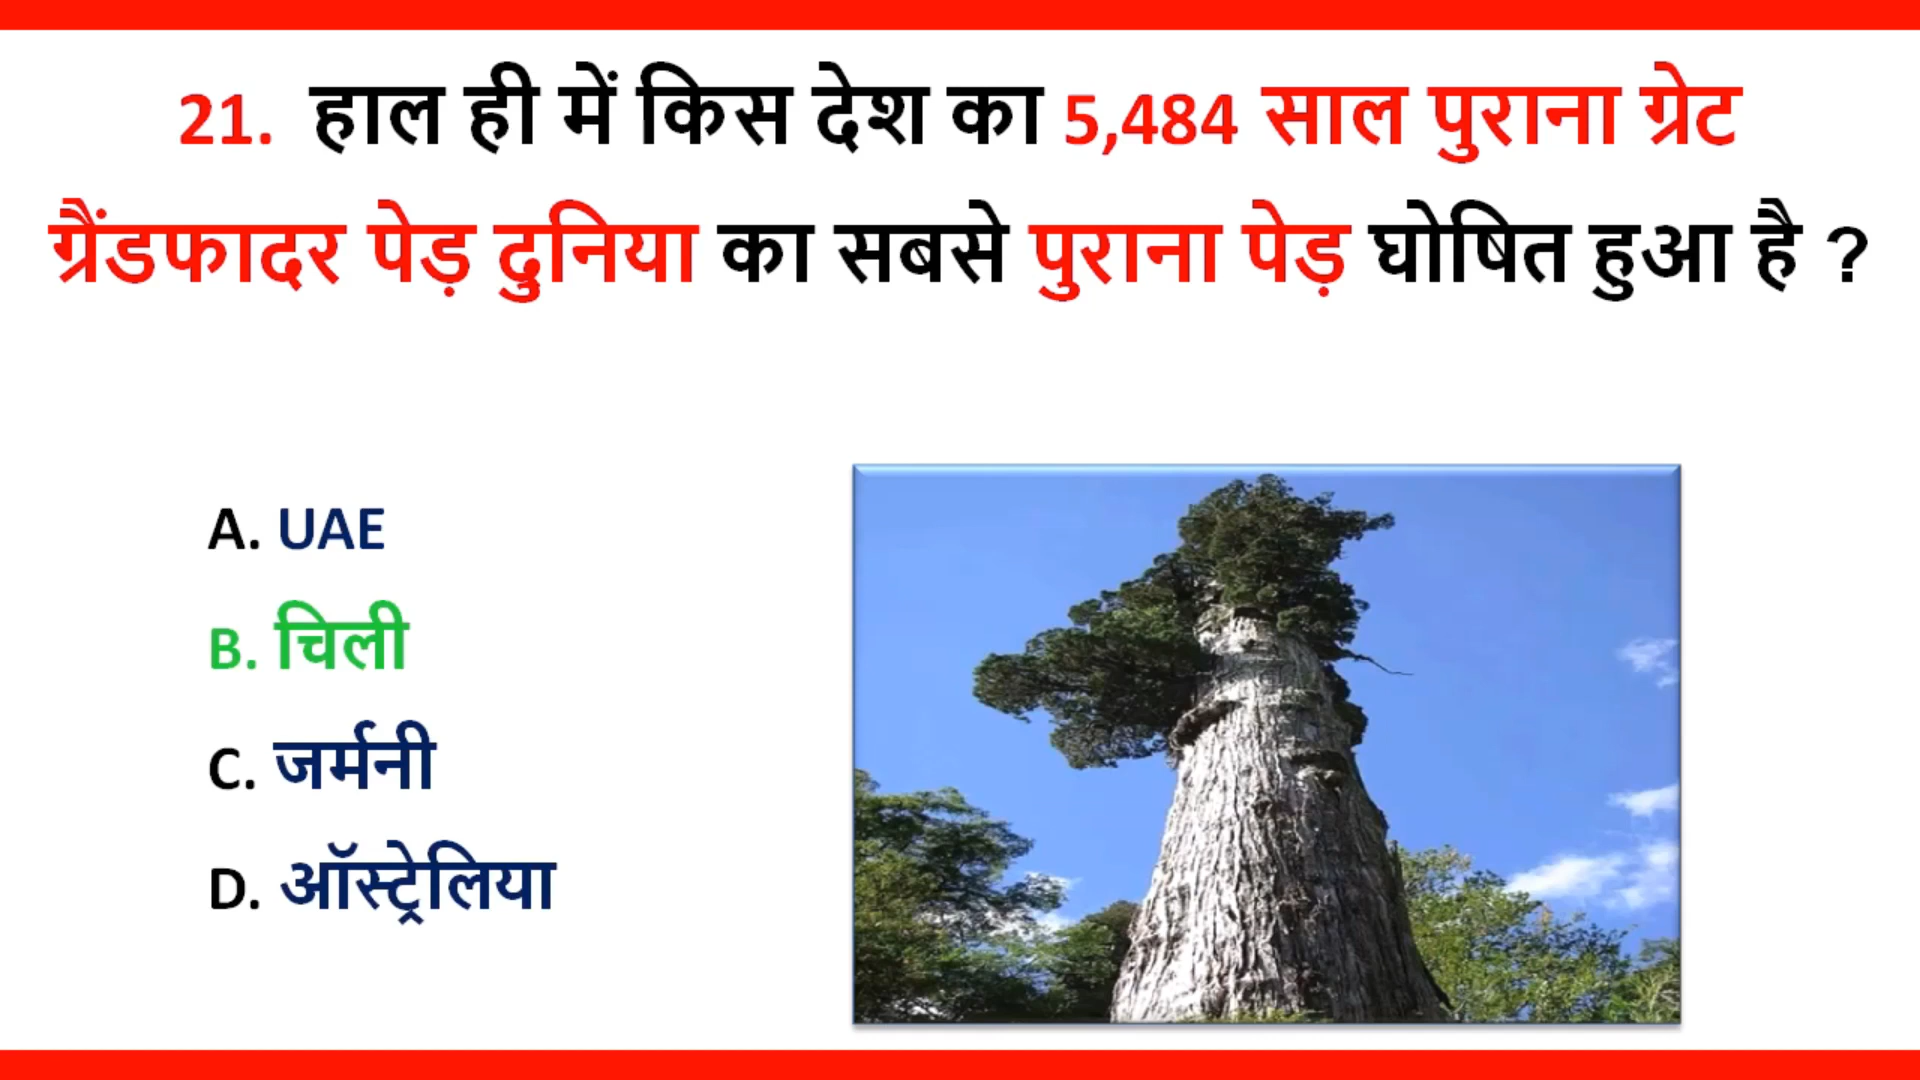 21. हाल ही में किस देश का 5,484 साल पुराना ग्रेट
ग्रैंडफादर पेड़ दुनिया का सबसे पुराना पेड़ घोषित हुआ है ?
A. UAE
B. चिली
C. जर्मनी
D. ऑस्ट्रेलिया